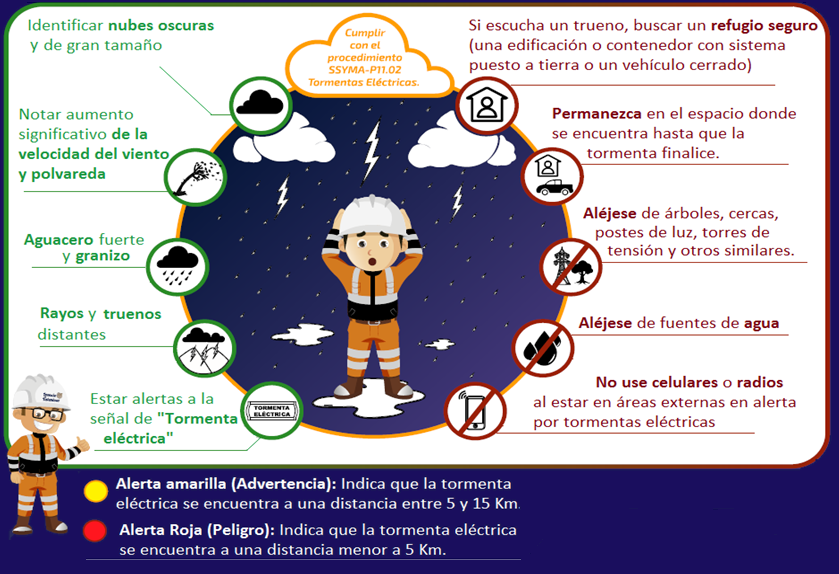 Cumplir
con el
procedimiento
SSYMA-P11.02
Tormentas Eléctricas.
Identificar nubes oscuras
y de gran tamaño
Notar aumento
significativo de la
velocidad del viento
y polvareda
Aguacero fuerte
y granizo
Rayos y truenos
distantes
Estar alertas a la
señal de "Tormenta
eléctrica"
TORMENTA
ELÉCTRICA
Si escucha un trueno, buscar un refugio seguro
(una edificación o contenedor con sistema
puesto a tierra o un vehículo cerrado)
Permanezca en el espacio donde
se encuentra hasta que la
tormenta finalice.
Aléjese de árboles, cercas,
postes de luz, torres de
tensión y otros similares.
Aléjese de fuentes de agua
No use celulares o radios
al estar en áreas externas en alerta
por tormentas eléctricas
Alerta amarilla (Advertencia): Indica que la tormenta
eléctrica se encuentra a una distancia entre 5 y 15 Km.
Alerta Roja (Peligro): Indica que la tormenta eléctrica
se encuentra a una distancia menor a 5 Km.